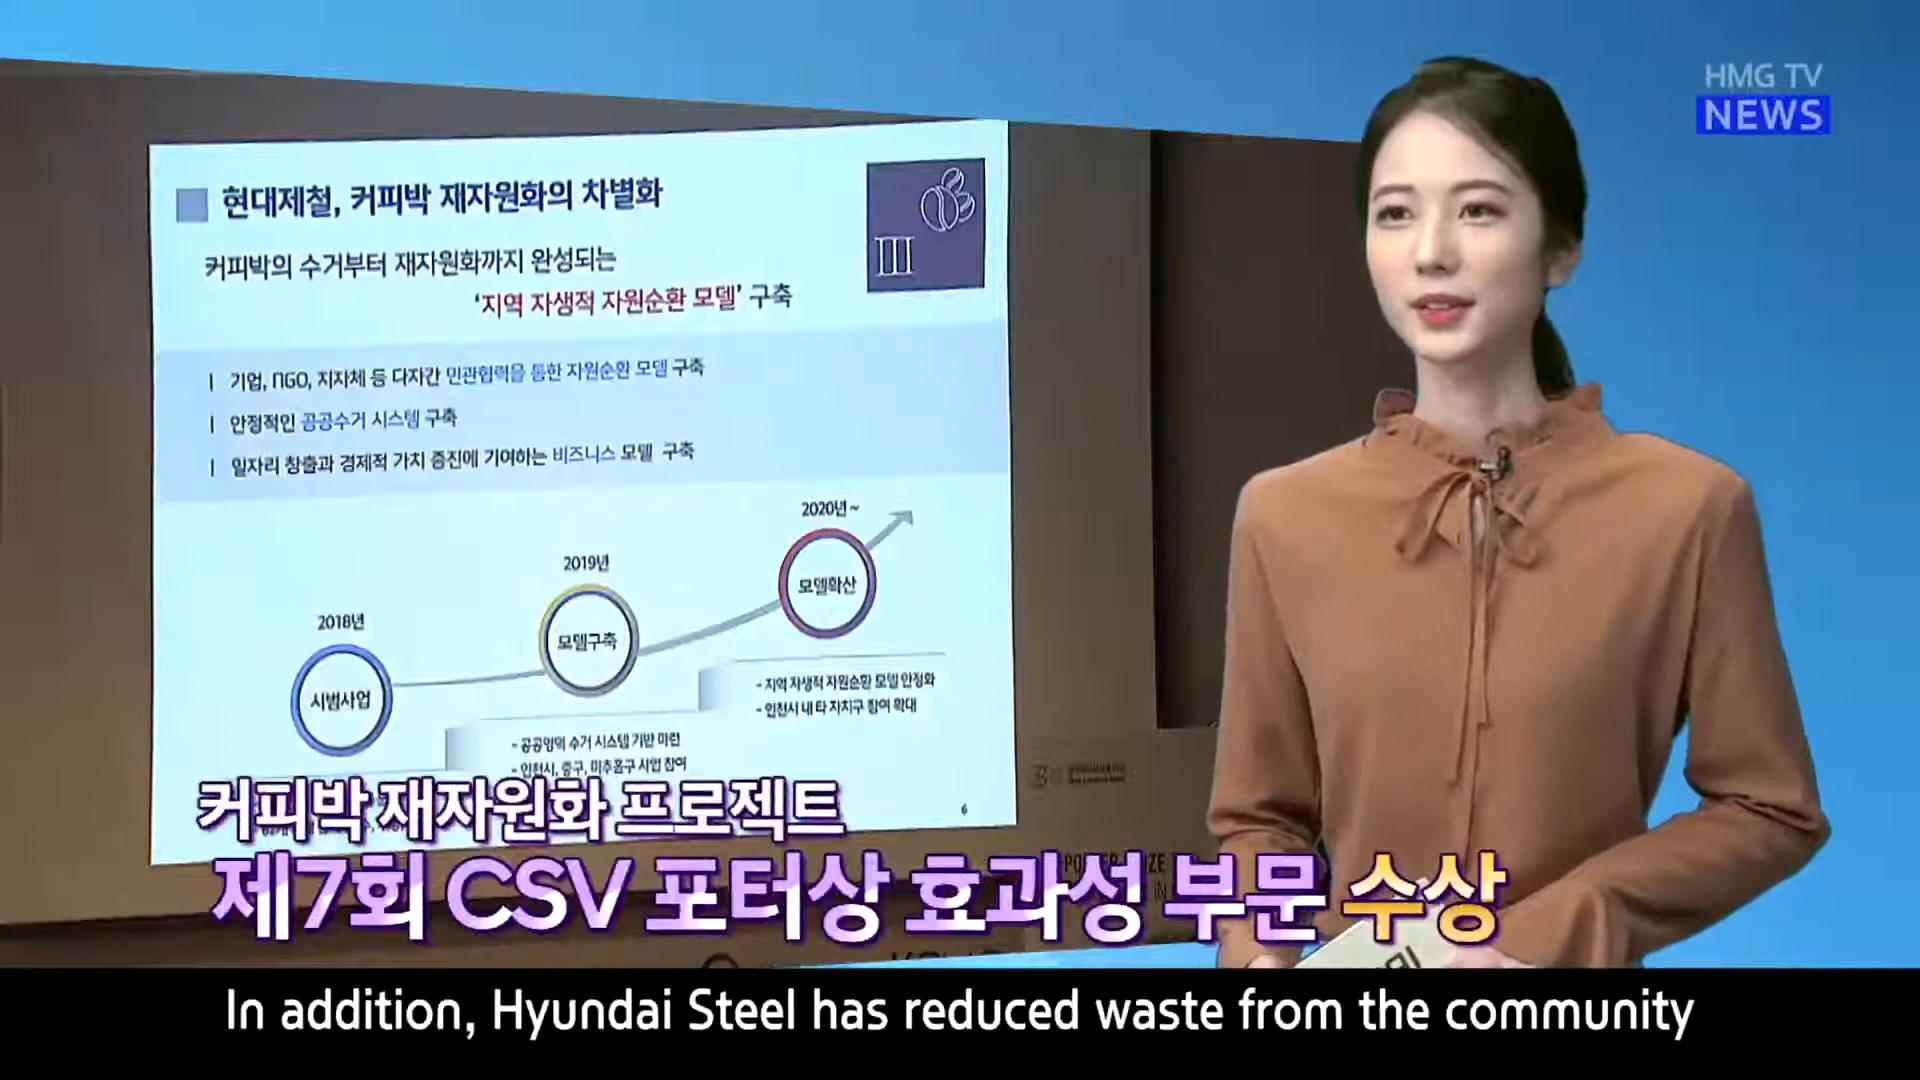 HMG TV
NEWS
현대제철, 커피박 재자원화의 차별화
커피박의 수거부터 재자원화까지 완성되는
‘지역 자생적 자원순환 모델’ 구축
III
| 기업, NGO, 지자체 등 다자간 민관협력을 통한 자원순환 모델 구축
| 안정적인 공공수거 시스템 구축
| 일자리 창출과 경제적 가치 증진에 기여하는 비즈니스 모델 구축
2018년
시범사업
2019년
모델구축
2020년~
모델확산
- 지역 자생적 자원순환 모델 안정화
- 인천시 내 타 자치구 참여 확대
- 공공영역 수거 시스템 기반 마련
- 인천시, 중구, 미추홀구 사업 참여
6
커피박 재자원화 프로젝트
제7회 CSV 포터상 효과성 부문 수상
In addition, Hyundai Steel has reduced waste from the community